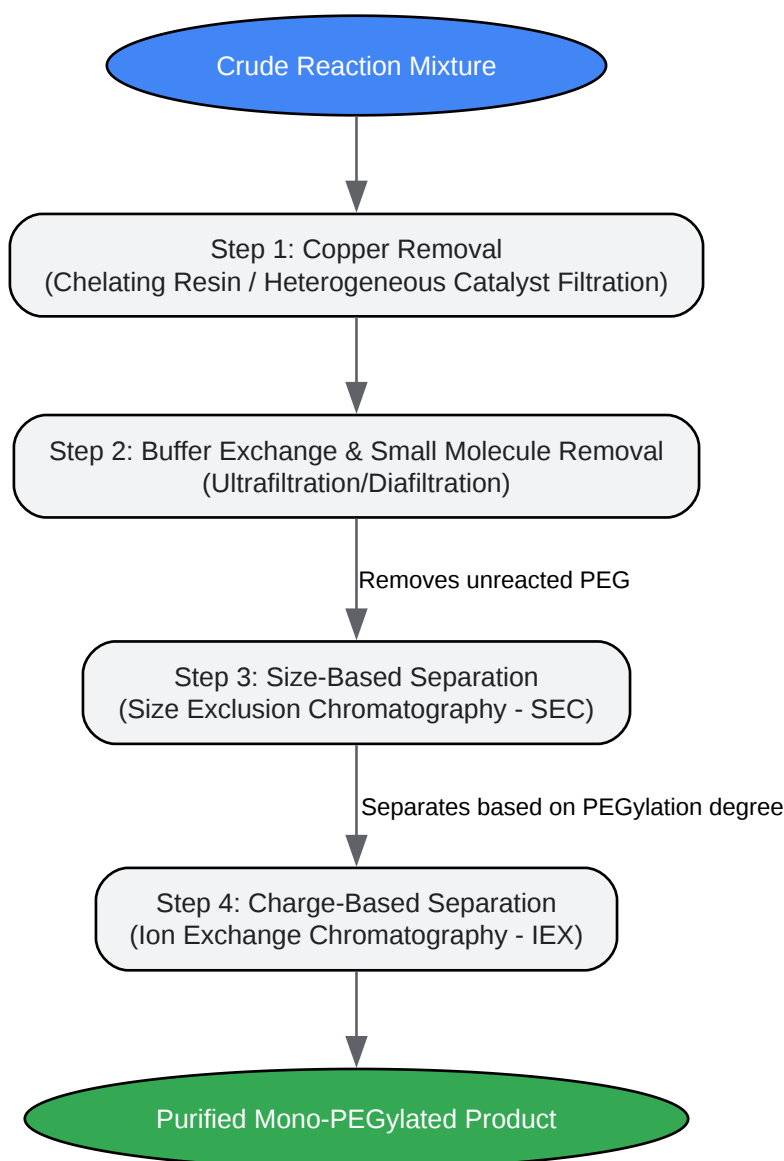 Crude Reaction Mixture
Step 1: Copper Removal
(Chelating Resin / Heterogeneous Catalyst Filtration)
Step 2: Buffer Exchange & Small Molecule Removal
(Ultrafiltration/Diafiltration)
Removes unreacted PEG
Step 3: Size-Based Separation
(Size Exclusion Chromatography - SEC)
Separates based on PEGylation degree
Step 4: Charge-Based Separation
(Ion Exchange Chromatography - IEX)
Purified Mono-PEGylated Product